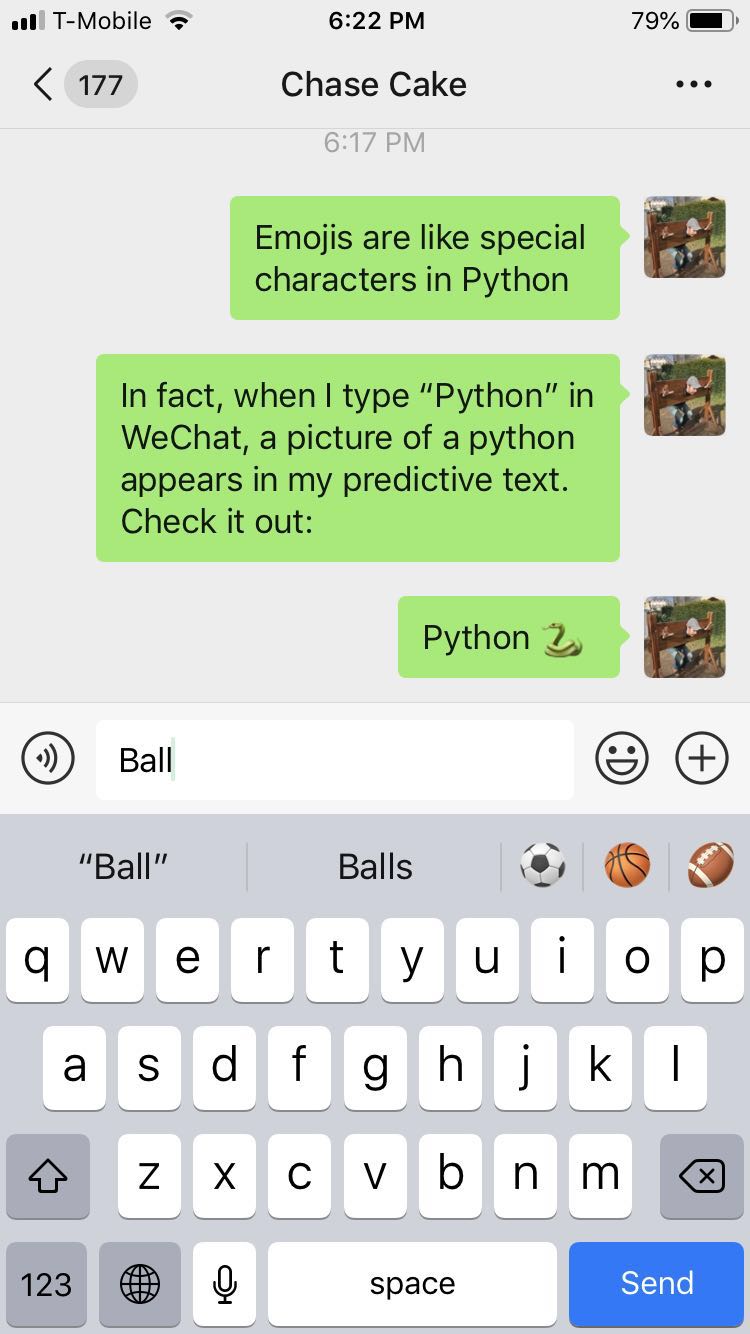 T-Mobile 6:22 PM 79%
177 Chase Cake
6:17 PM
Emojis are like special
characters in Python
In fact, when I type “Python” in
WeChat, a picture of a python
appears in my predictive text.
Check it out:
Python 🐍
Ball
“Ball” Balls ⚽ 🏀 🏈
q w e r t y u i o p
a s d f g h j k l
z x c v b n m
123 space Send